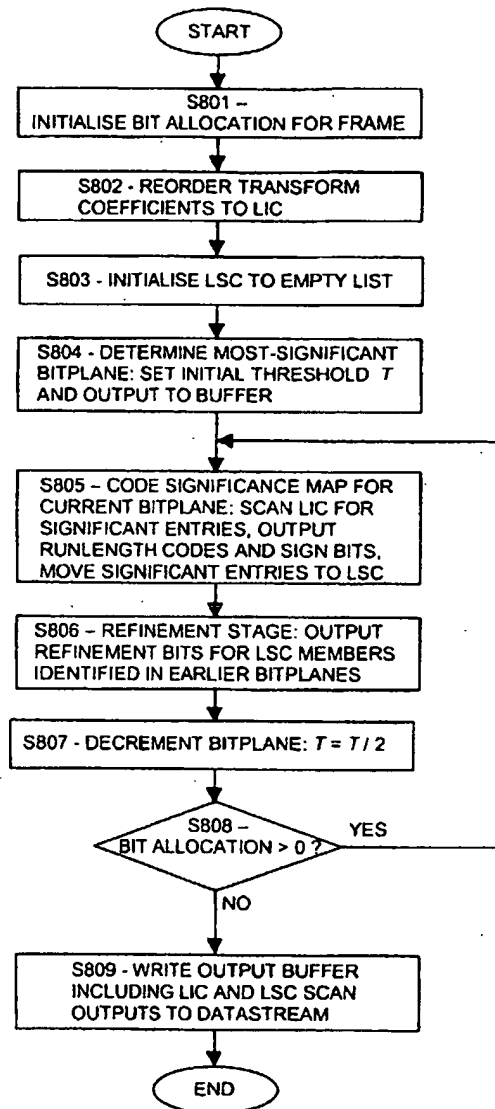 START
S801 –
INITIALISE BIT ALLOCATION FOR FRAME
S802 - REORDER TRANSFORM
COEFFICIENTS TO LIC
S803 - INITIALISE LSC TO EMPTY LIST
S804 - DETERMINE MOST-SIGNIFICANT
BITPLANE: SET INITIAL THRESHOLD T
AND OUTPUT TO BUFFER
S805 – CODE SIGNIFICANCE MAP FOR
CURRENT BITPLANE: SCAN LIC FOR
SIGNIFICANT ENTRIES, OUTPUT
RUNLENGTH CODES AND SIGN BITS,
MOVE SIGNIFICANT ENTRIES TO LSC
S806 – REFINEMENT STAGE: OUTPUT
REFINEMENT BITS FOR LSC MEMBERS
IDENTIFIED IN EARLIER BITPLANES
S807 - DECREMENT BITPLANE: T = T / 2
S808 –
BIT ALLOCATION > 0 ?
YES
NO
S809 - WRITE OUTPUT BUFFER
INCLUDING LIC AND LSC SCAN
OUTPUTS TO DATASTREAM
END